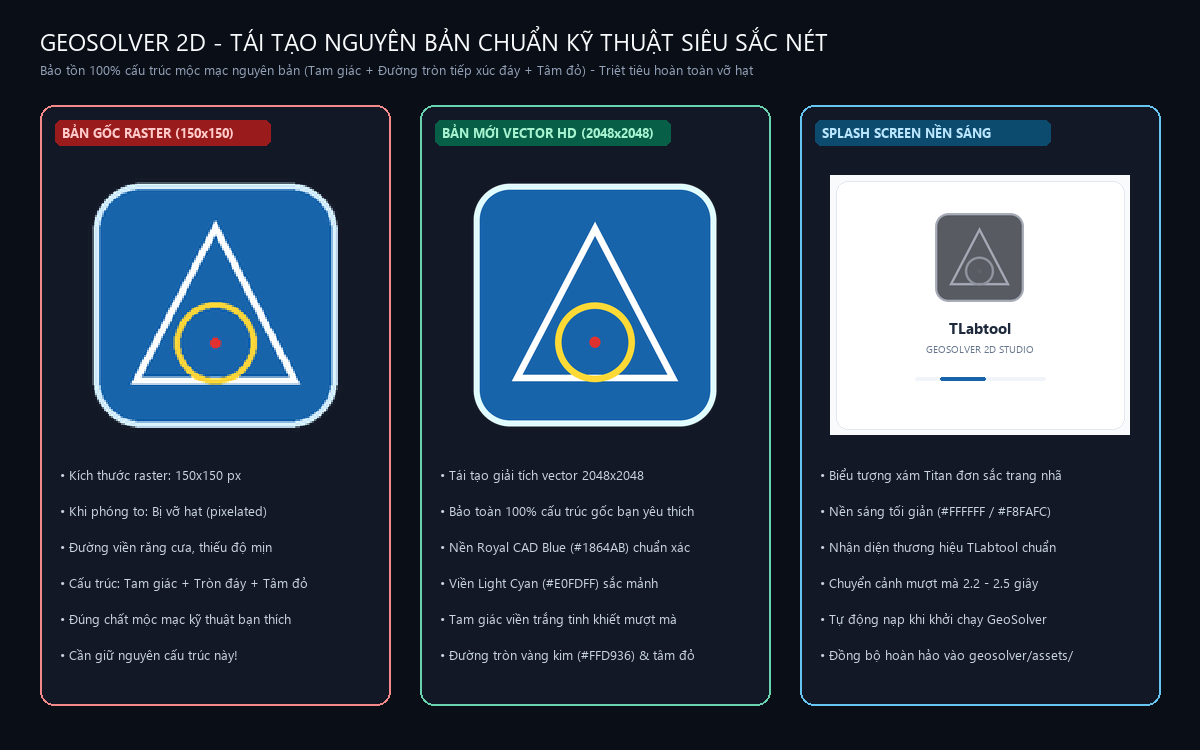 GEOSOLVER 2D - TÁI TẠO NGUYÊN BẢN CHUẨN KỸ THUẬT SIÊU SẮC NÉT
Bảo tồn 100% cấu trúc mộc mạc nguyên bản (Tam giác + Đường tròn tiếp xúc đáy + Tâm đỏ) - Triệt tiêu hoàn toàn vỡ hạt
BẢN GỐC RASTER (150x150)
• Kích thước raster: 150x150 px
• Khi phóng to: Bị vỡ hạt (pixelated)
• Đường viền răng cưa, thiếu độ mịn
• Cấu trúc: Tam giác + Tròn đáy + Tâm đỏ
• Đúng chất mộc mạc kỹ thuật bạn thích
• Cần giữ nguyên cấu trúc này!
BẢN MỚI VECTOR HD (2048x2048)
• Tái tạo giải tích vector 2048x2048
• Bảo toàn 100% cấu trúc gốc bạn yêu thích
• Nền Royal CAD Blue (#1864AB) chuẩn xác
• Viền Light Cyan (#E0FDFF) sắc mảnh
• Tam giác viền trắng tinh khiết mượt mà
• Đường tròn vàng kim (#FFD936) & tâm đỏ
SPLASH SCREEN NỀN SÁNG
TLabtool
GEOSOLVER 2D STUDIO
• Biểu tượng xám Titan đơn sắc trang nhã
• Nền sáng tối giản (#FFFFFF / #F8FAFC)
• Nhận diện thương hiệu TLabtool chuẩn
• Chuyển cảnh mượt mà 2.2 - 2.5 giây
• Tự động nạp khi khởi chạy GeoSolver
• Đồng bộ hoàn hảo vào geosolver/assets/